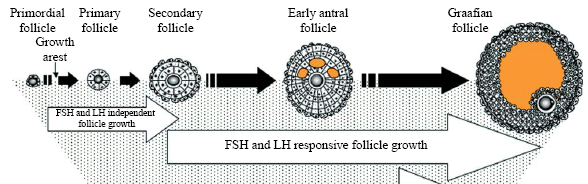 Primordial
follicle
Growth
arest
Primary
follicle
Secondary
follicle
Early antral
follicle
Graafian
follicle
FSH and LH independent
follicle growth
FSH and LH responsive follicle growth